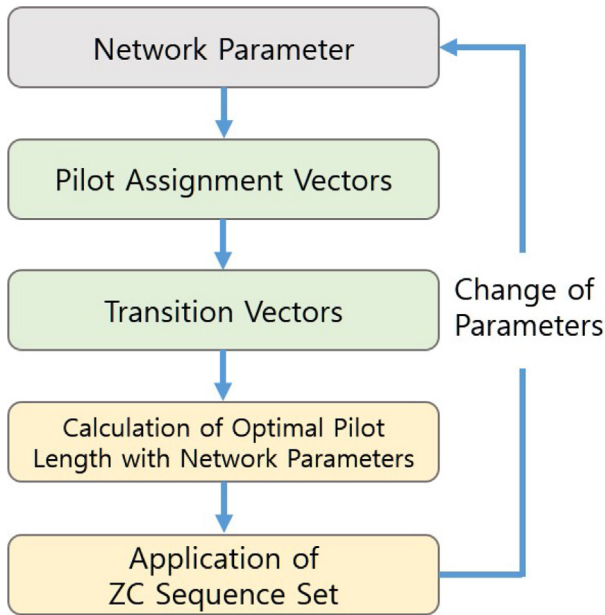 Network Parameter
Pilot Assignment Vectors
Transition Vectors
Change of
Parameters
Calculation of Optimal Pilot
Length with Network Parameters
Application of
ZC Sequence Set